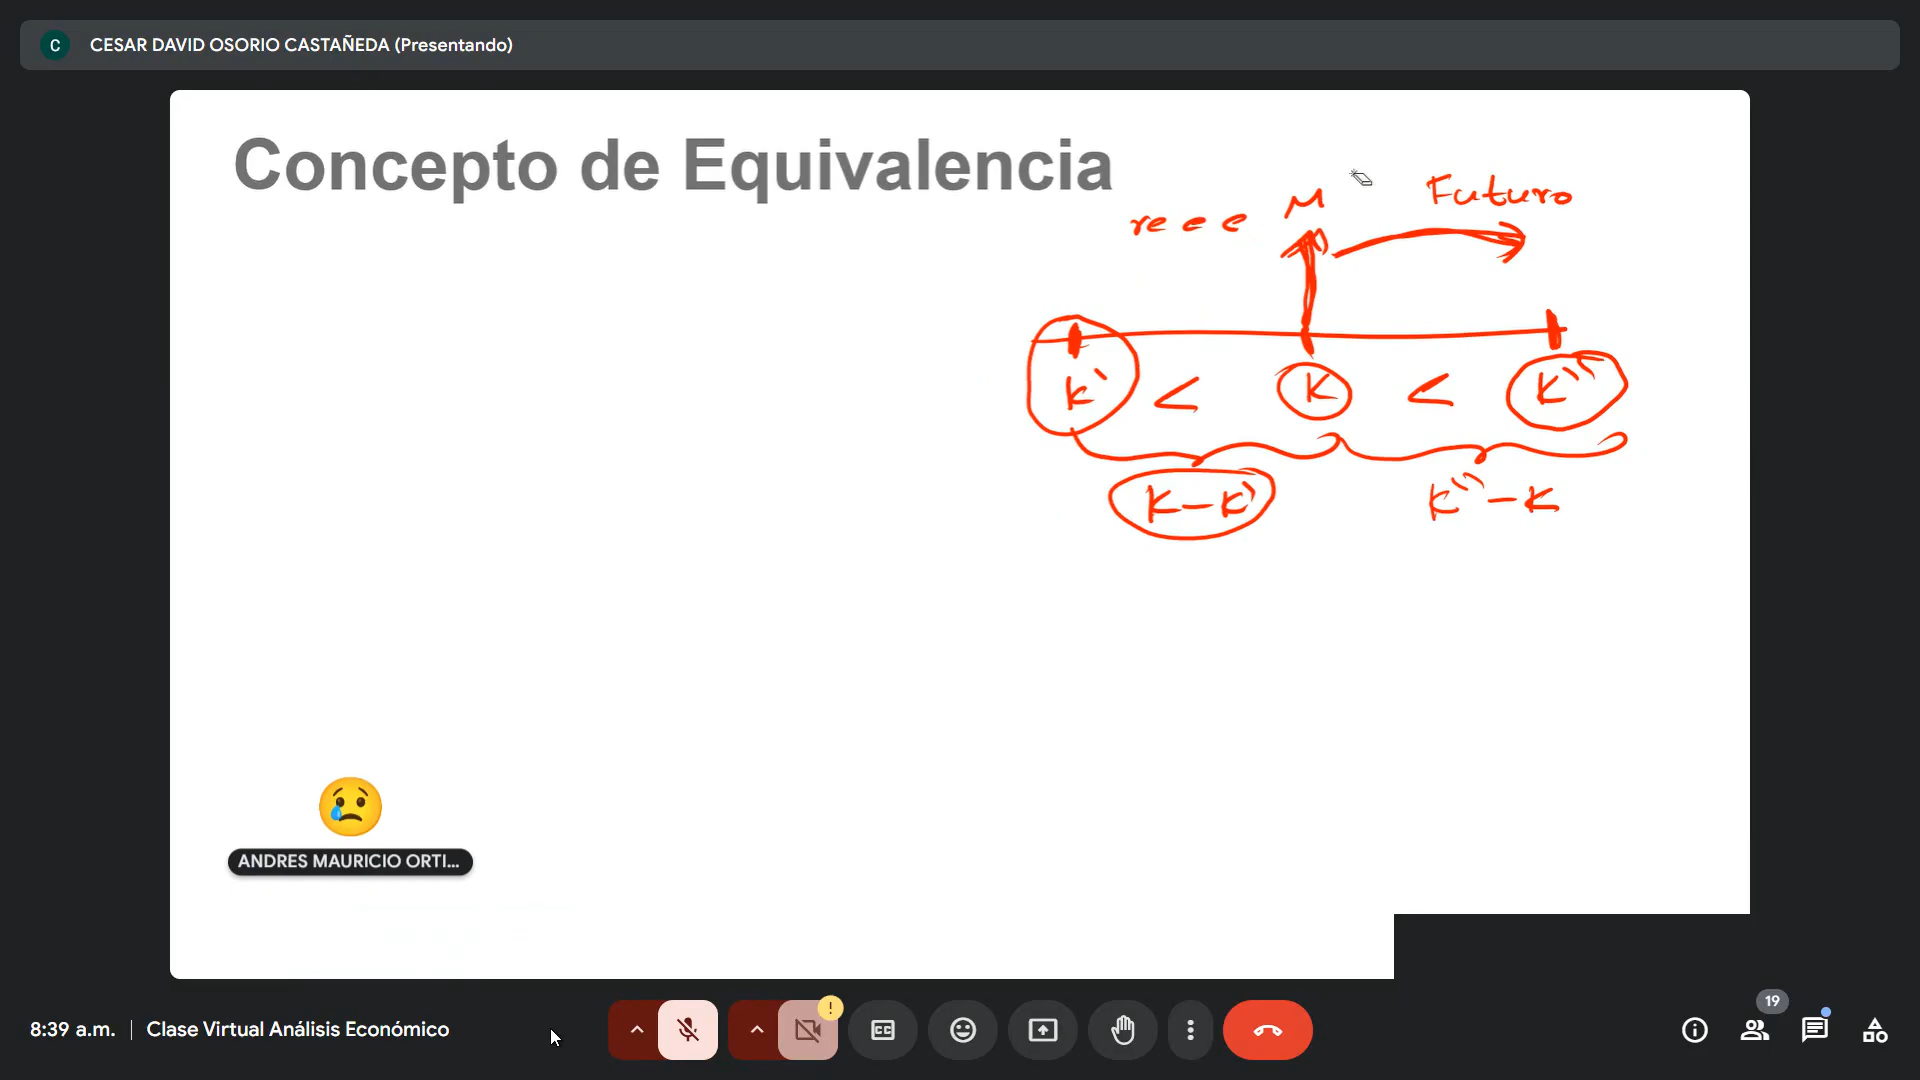 C CESAR DAVID OSORIO CASTAÑEDA (Presentando)
Concepto de Equivalencia
M Futuro
K' < K < K''
K-K' K''-K
ANDRES MAURICIO ORTI...
8:39 a.m. | Clase Virtual Análisis Económico
!
CC
19